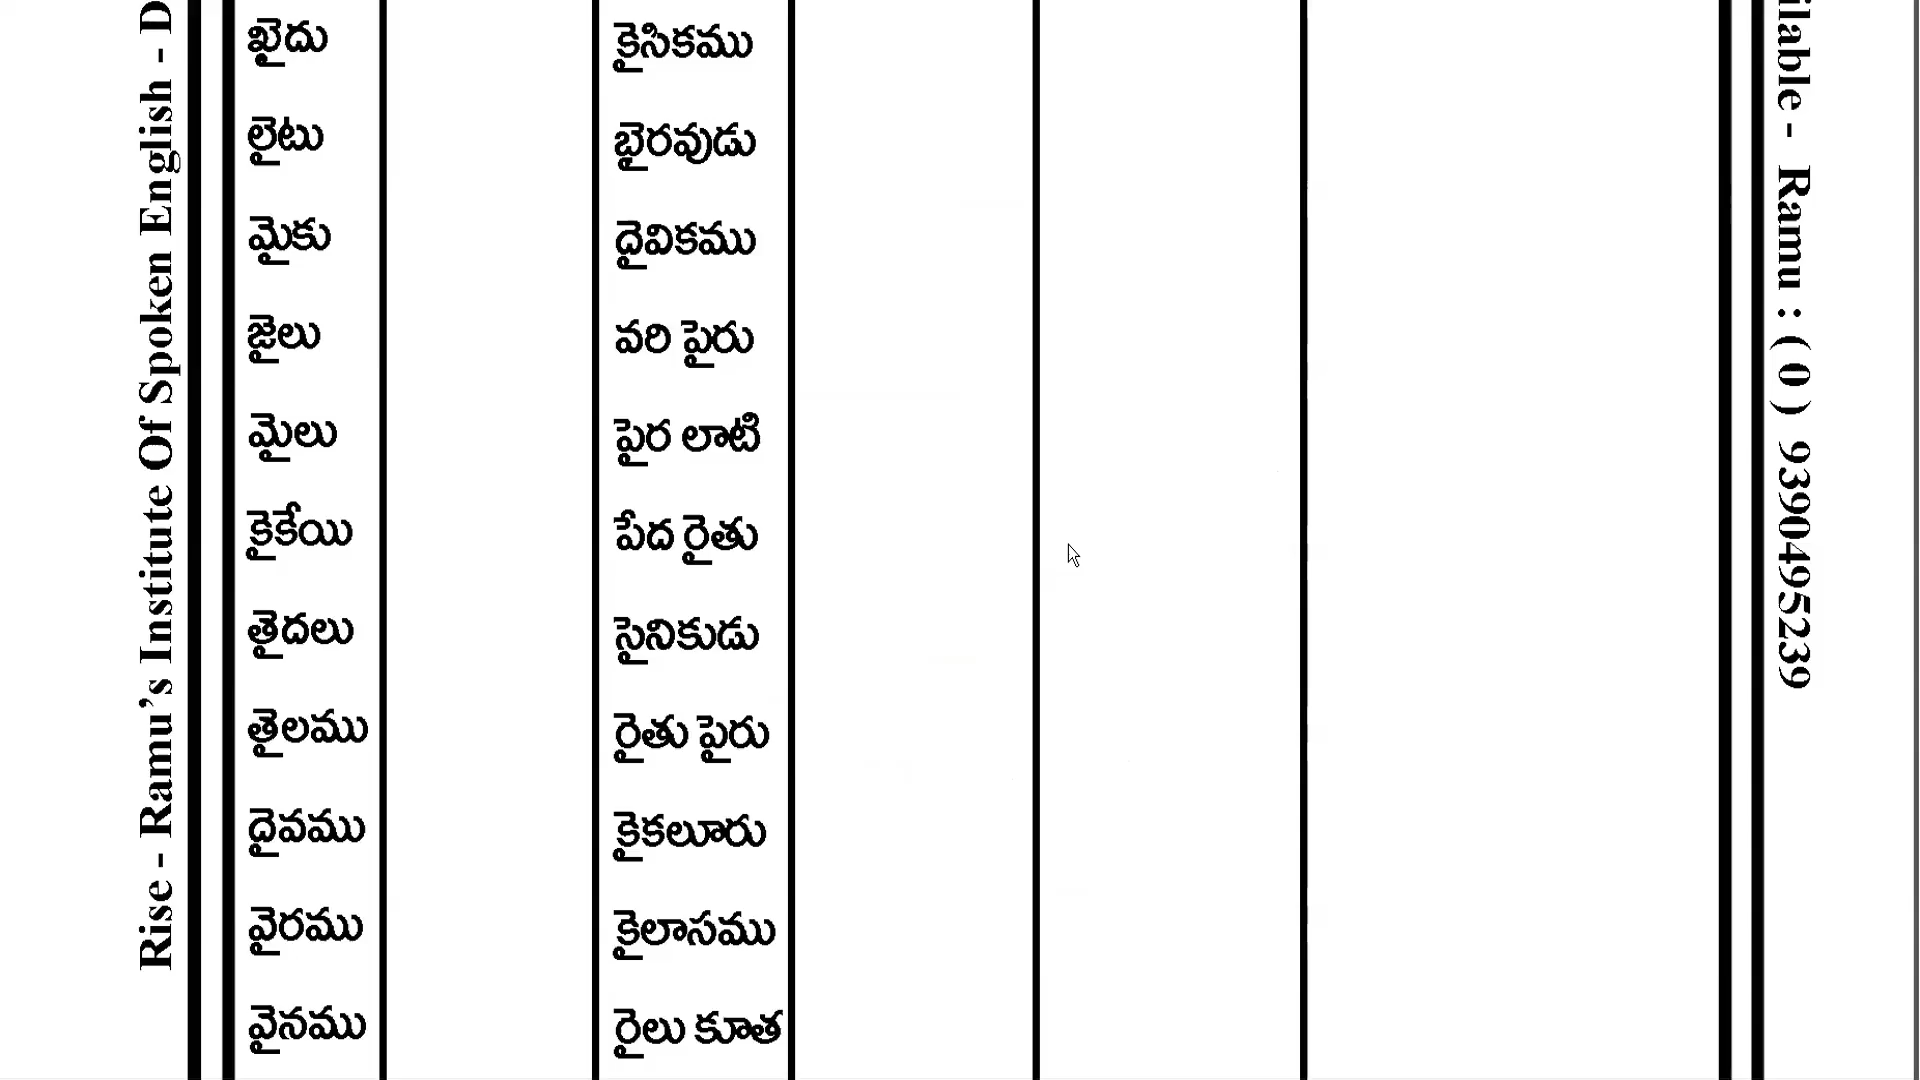 Rise - Ramu's Institute Of Spoken English - D
ఖైదు
లైటు
మైకు
జైలు
మైలు
కైకేయి
తైదలు
తైలము
దైవము
వైరము
వైనము
కైసికము
బైరవుడు
దైవికము
వరి పైరు
పైర లాటి
పేద రైతు
సైనికుడు
రైతు పైరు
కైకలూరు
కైలాసము
రైలు కూత
ilable - Ramu : ( 0 ) 9390495239